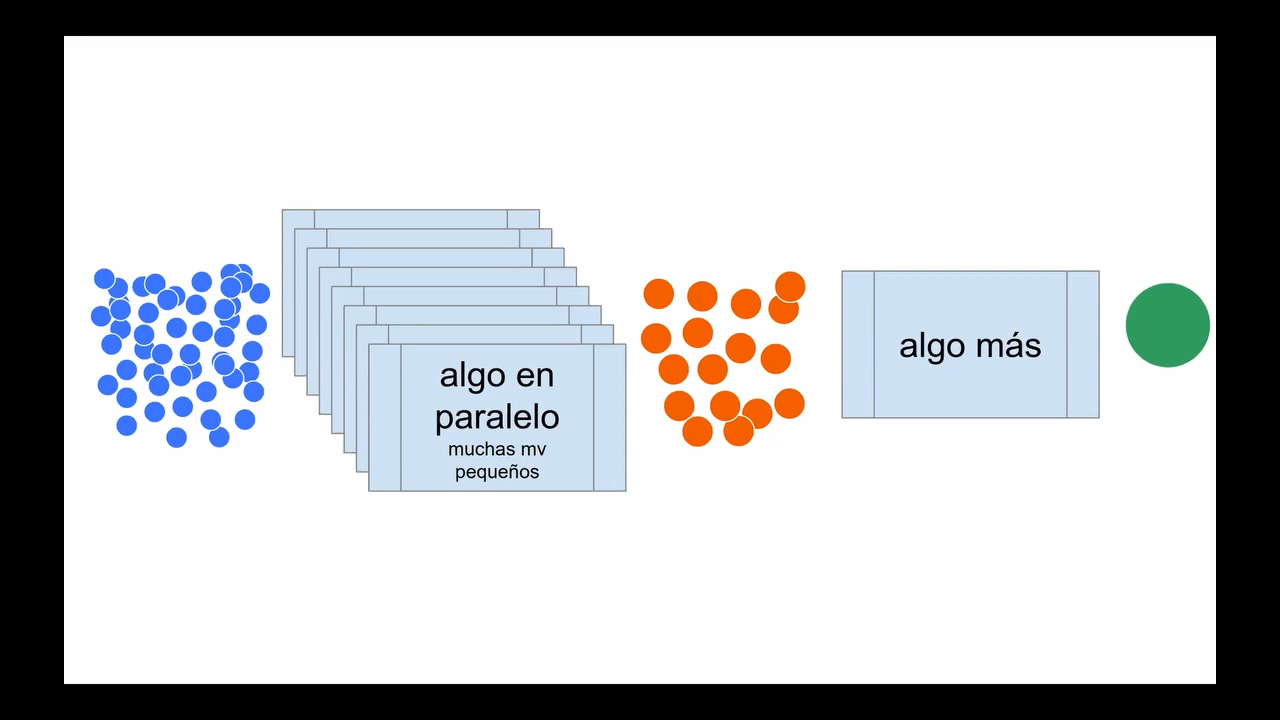 algo en
paralelo
muchas mv
pequeños
algo más